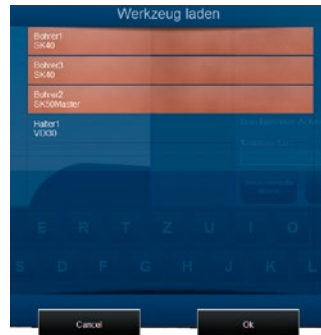 Werkzeug laden
Bohrer1
SK40
Bohrer3
SK40
Bohrer2
SK50Master
Halter1
VDI30
E R T Z U I O
S D F G H J K L
Cancel Ok